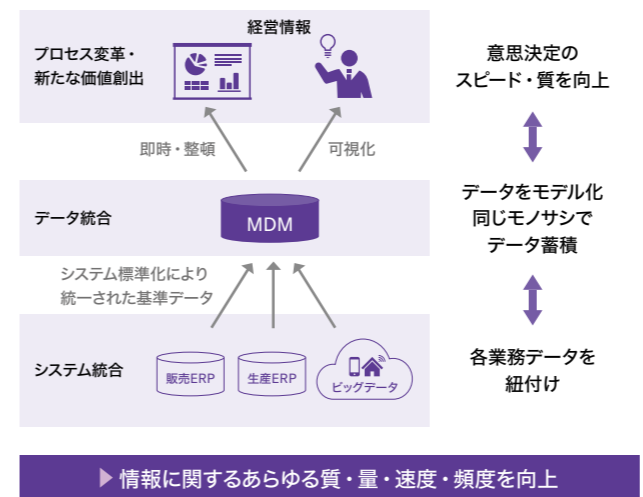 経営情報
プロセス変革・
新たな価値創出
意思決定の
スピード・質を向上
即時・整頓
可視化
データ統合
MDM
データをモデル化
同じモノサシで
データ蓄積
システム標準化により
統一された基準データ
システム統合
販売ERP
生産ERP
ビッグデータ
各業務データを
紐付け
情報に関するあらゆる質・量・速度・頻度を向上